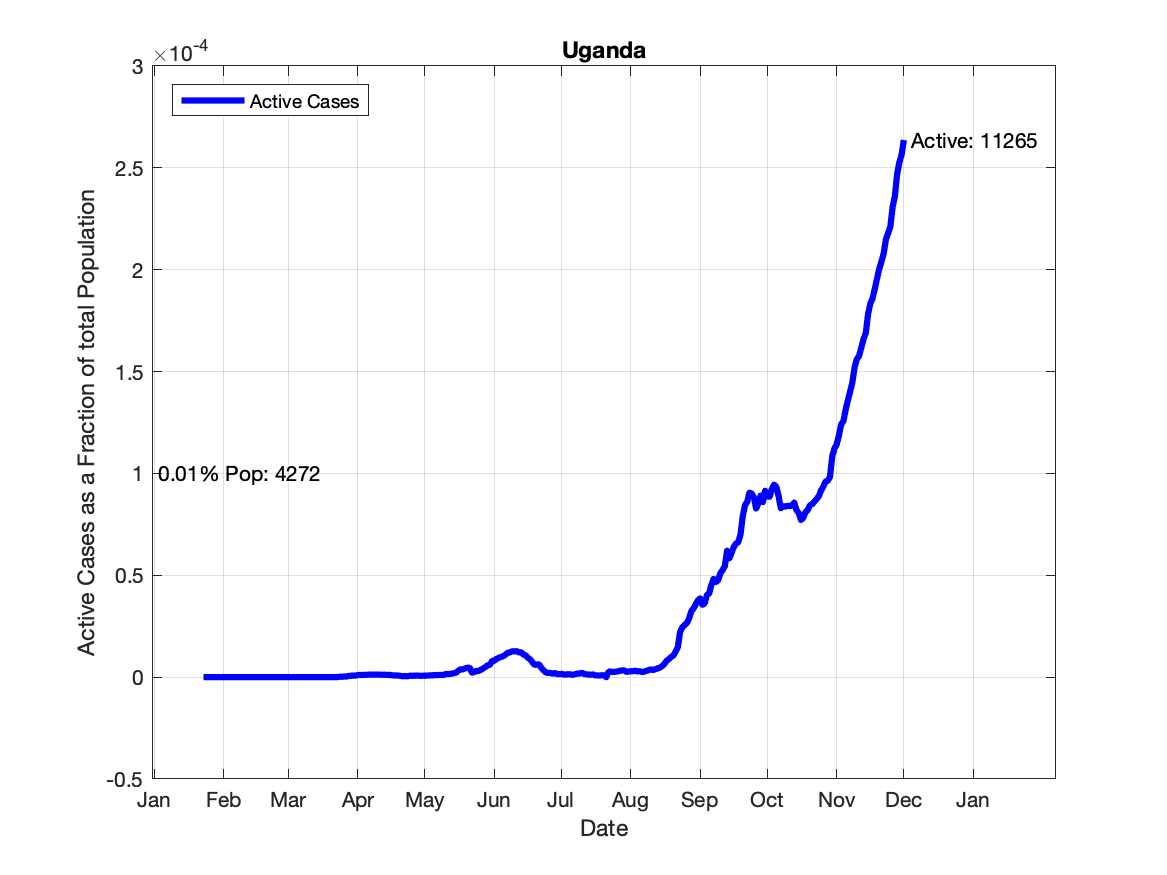 Uganda
×10-4
3
2.5
2
1.5
1
0.5
0
-0.5
Active Cases
Active: 11265
0.01% Pop: 4272
Active Cases as a Fraction of total Population
Jan Feb Mar Apr May Jun Jul Aug Sep Oct Nov Dec Jan
Date